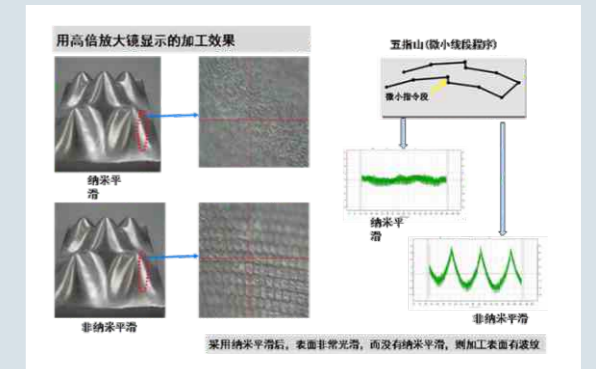 用高倍放大镜显示的加工效果
五指山(微小线段程序)
微小指令段
纳米平
滑
纳米平
滑
非纳米平滑
非纳米平滑
采用纳米平滑后，表面非常光滑，而没有纳米平滑，则加工表面有波纹